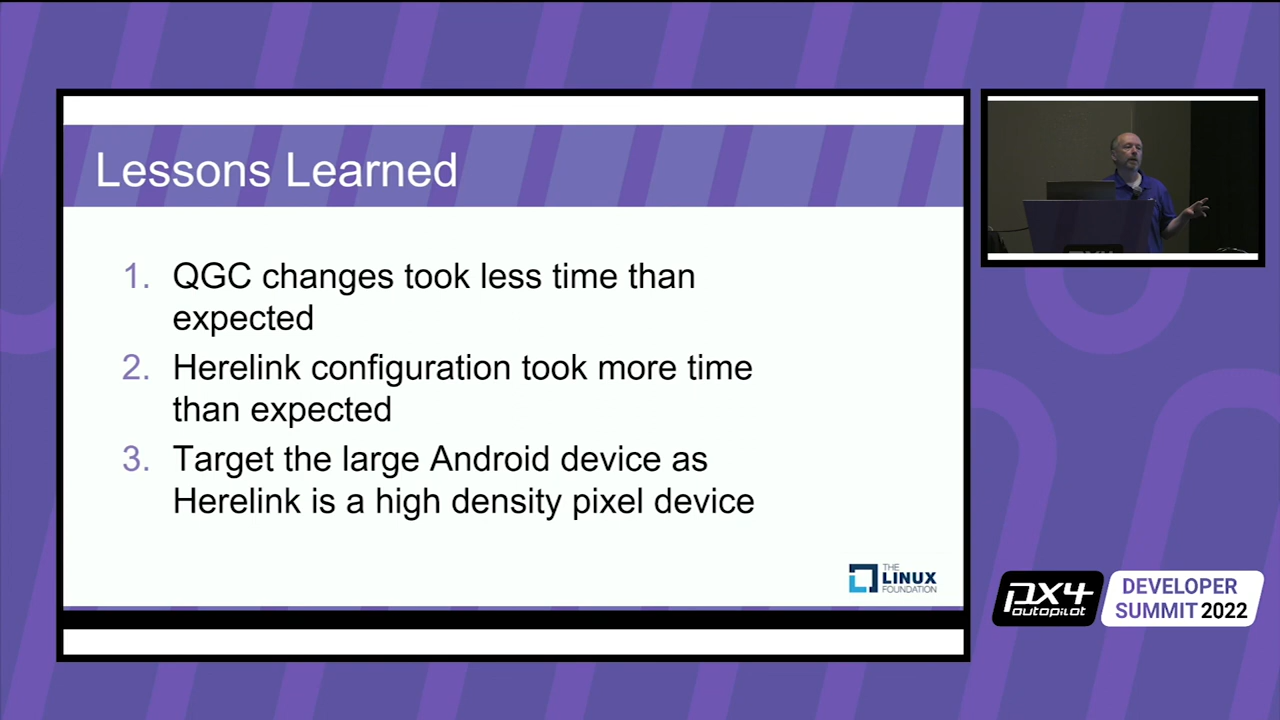 Lessons Learned
1. QGC changes took less time than
expected
2. Herelink configuration took more time
than expected
3. Target the large Android device as
Herelink is a high density pixel device
THE
LINUX
FOUNDATION
PX4
autopilot
DEVELOPER
SUMMIT 2022